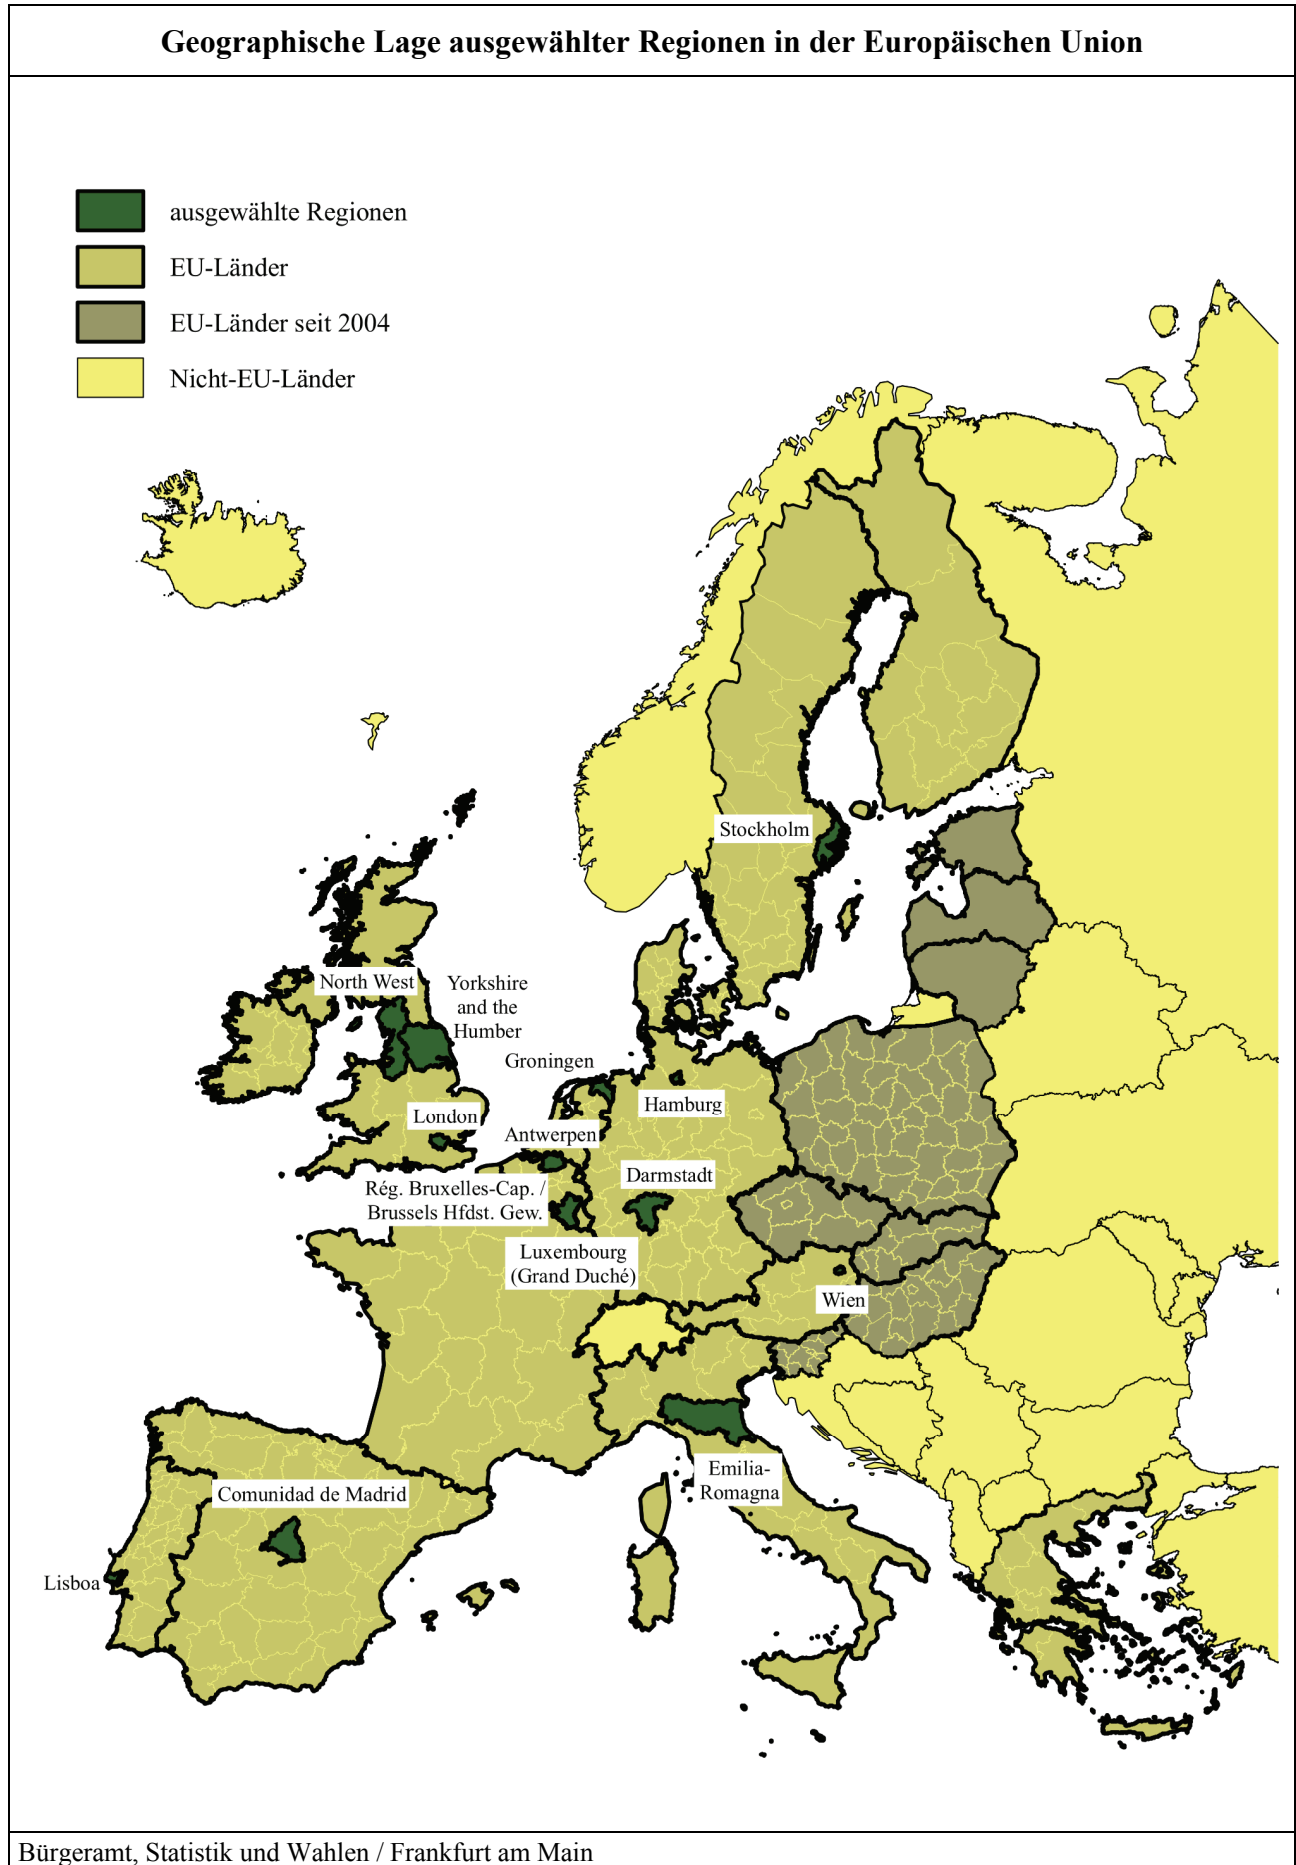 Geographische Lage ausgewählter Regionen in der Europäischen Union
ausgewählte Regionen
EU-Länder
EU-Länder seit 2004
Nicht-EU-Länder
Stockholm
North West
Yorkshire
and the
Humber
Groningen
Hamburg
London
Antwerpen
Darmstadt
Rég. Bruxelles-Cap. /
Brussels Hfdst. Gew.
Luxembourg
(Grand Duché)
Wien
Emilia-
Romagna
Comunidad de Madrid
Lisboa
Bürgeramt, Statistik und Wahlen / Frankfurt am Main